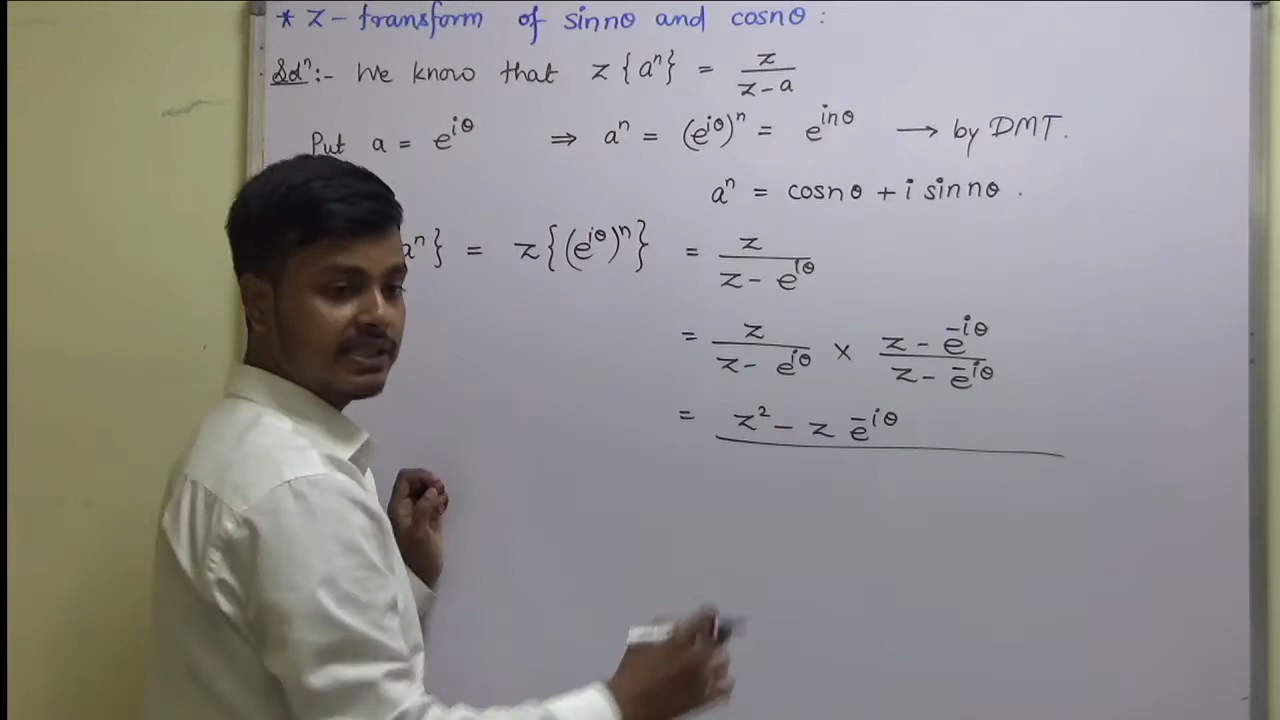 * Z - transform of sinnθ and cosnθ :
Solⁿ :- We know that z{aⁿ} = z/(z - a)
Put a = e^{iθ} ⇒ aⁿ = (e^{iθ})ⁿ = e^{inθ} → by DMT.
aⁿ = cosnθ + i sinnθ .
aⁿ} = z{(e^{iθ})ⁿ} = z/(z - e^{iθ})
= z/(z - e^{iθ}) × (z - e^{-iθ})/(z - e^{-iθ})
= z² - z e^{-iθ}